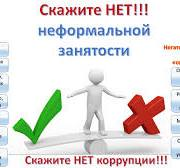 Скажите НЕТ!!!
неформальной
занятости
Скажите НЕТ коррупции!!!